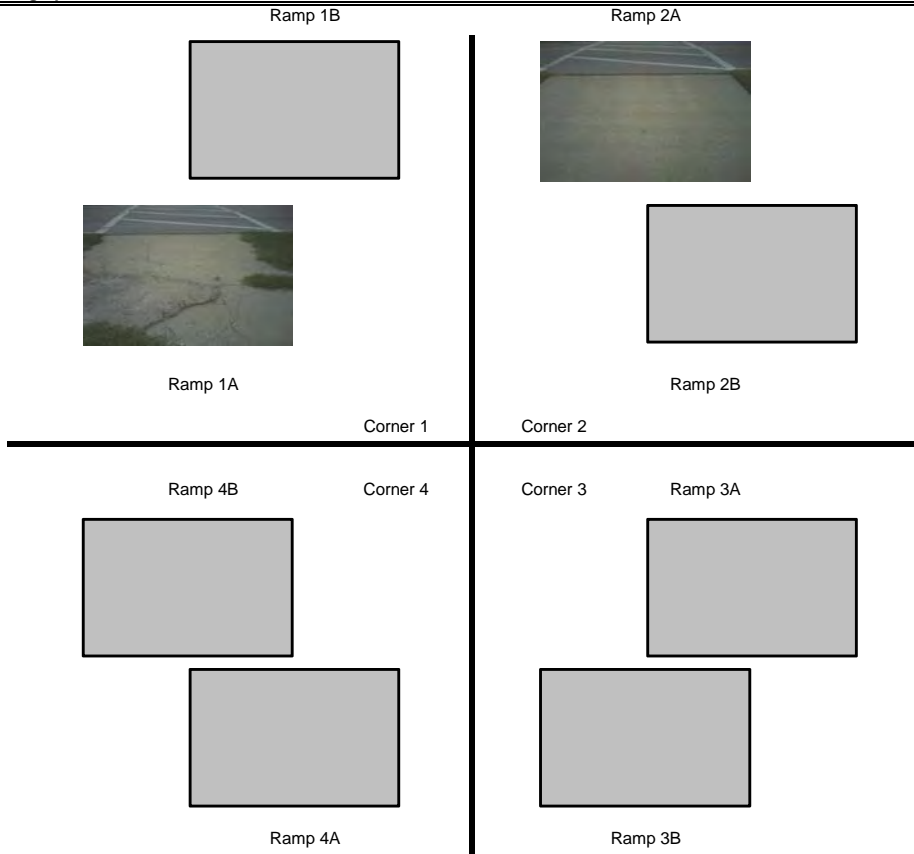 Ramp 1B Ramp 2A
Ramp 1A Ramp 2B
Corner 1 Corner 2
Ramp 4B Corner 4 Corner 3 Ramp 3A
Ramp 4A Ramp 3B